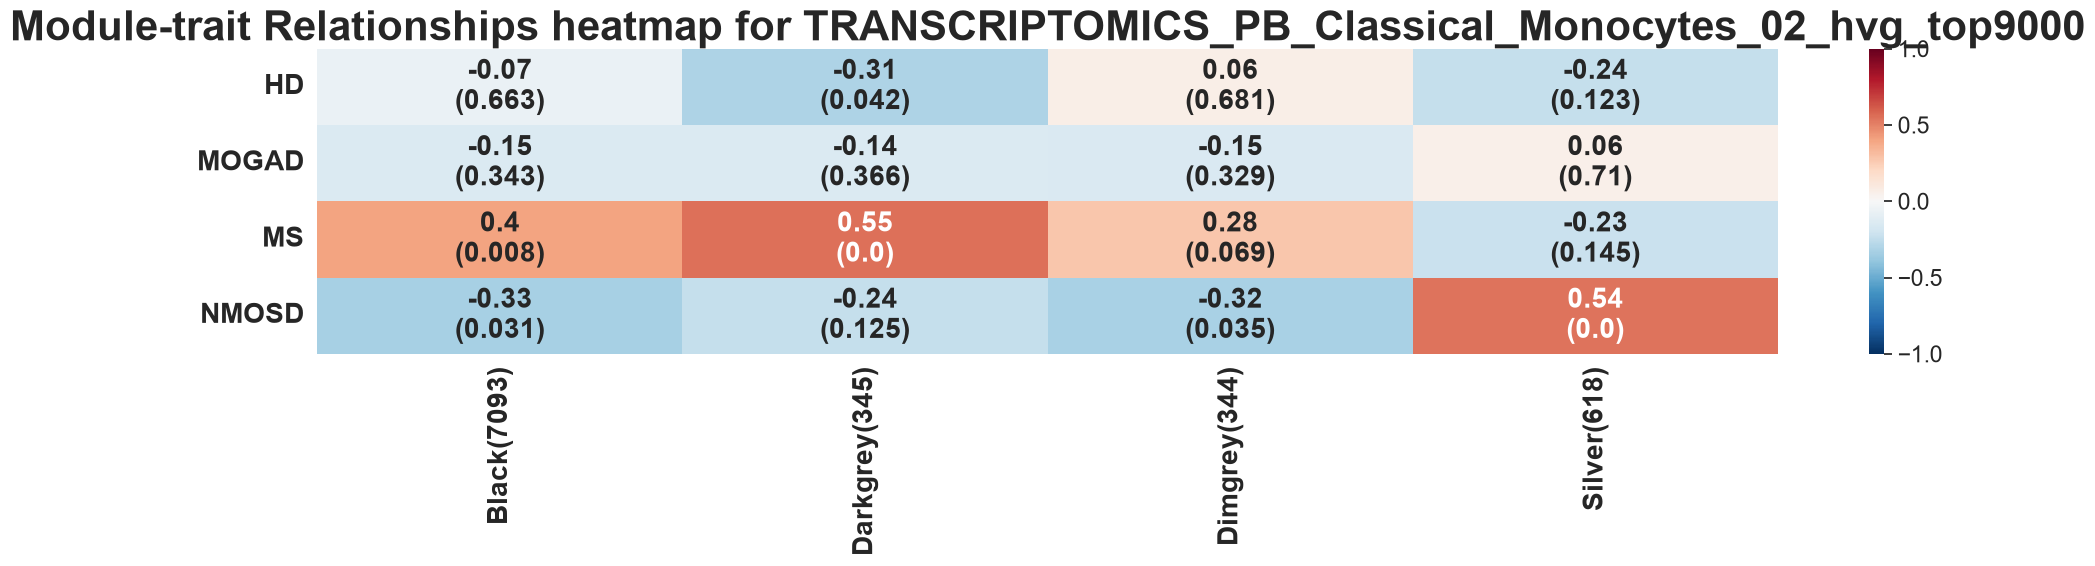 Module-trait Relationships heatmap for TRANSCRIPTOMICS_PB_Classical_Monocytes_02_hvg_top9000
HD -0.07 -0.31 0.06 -0.24
(0.663) (0.042) (0.681) (0.123)
MOGAD -0.15 -0.14 -0.15 0.06
(0.343) (0.366) (0.329) (0.71)
MS 0.4 0.55 0.28 -0.23
(0.008) (0.0) (0.069) (0.145)
NMOSD -0.33 -0.24 -0.32 0.54
(0.031) (0.125) (0.035) (0.0)
Black(7093)
Darkgrey(345)
Dimgrey(344)
Silver(618)
1.0
0.5
0.0
−0.5
−1.0